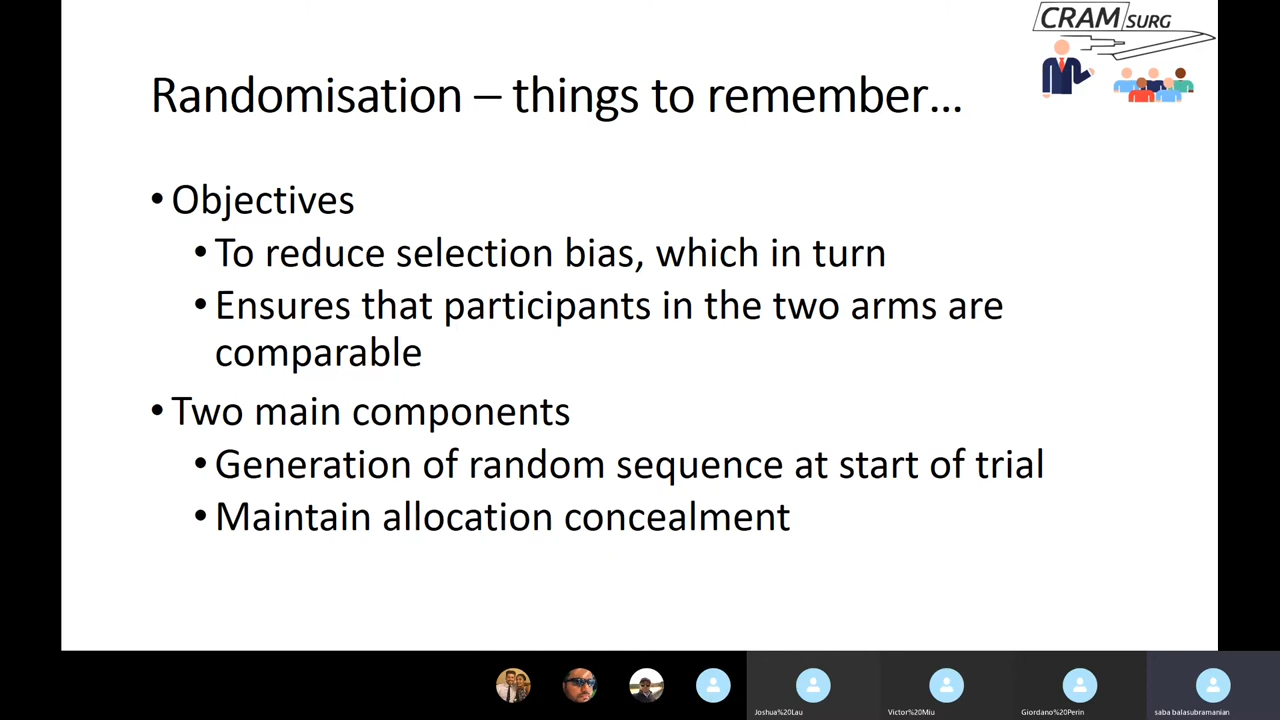 CRAM SURG
Randomisation – things to remember…
• Objectives
• To reduce selection bias, which in turn
• Ensures that participants in the two arms are
comparable
• Two main components
• Generation of random sequence at start of trial
• Maintain allocation concealment
Joshua%20Lau
Victor%20Miu
Giordano%20Perin
saba balasubramanian